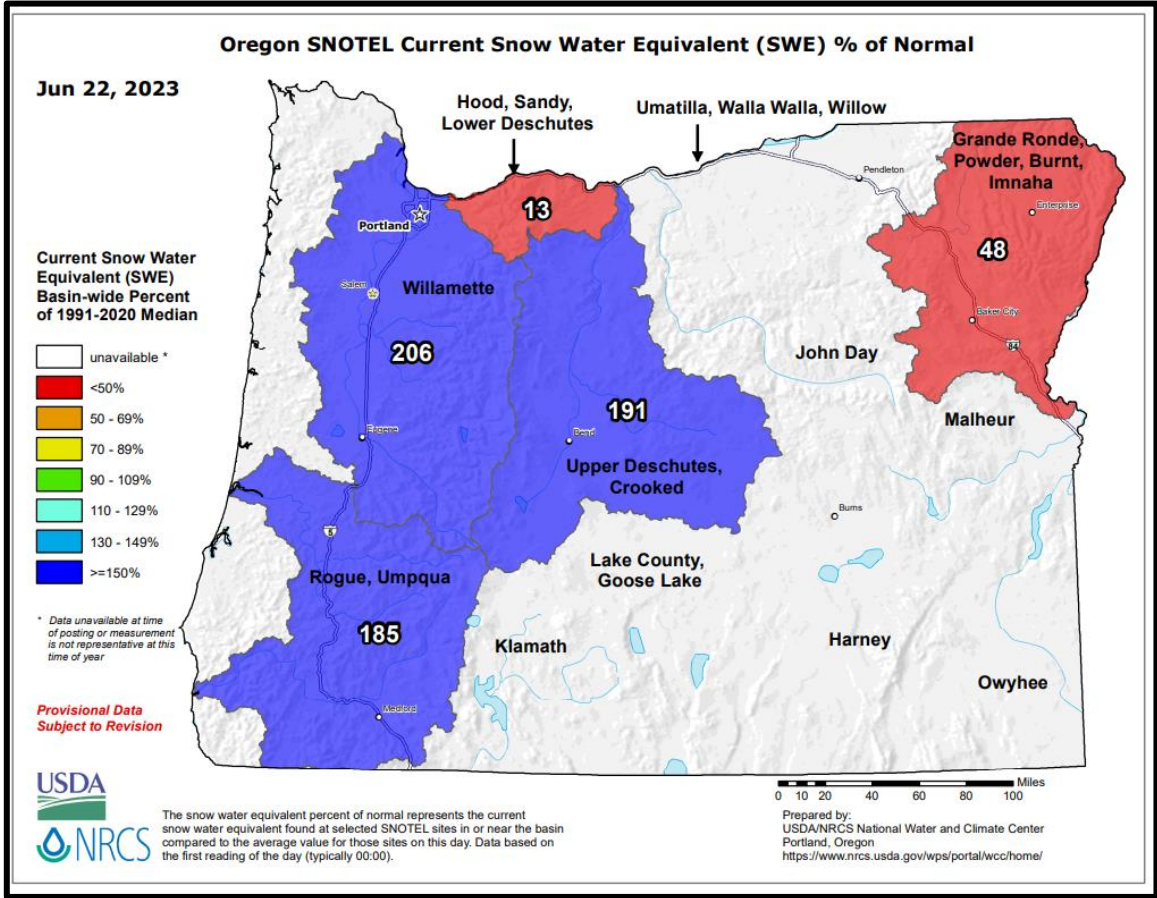 Oregon SNOTEL Current Snow Water Equivalent (SWE) % of Normal
Jun 22, 2023
Hood, Sandy,
Lower Deschutes
Umatilla, Walla Walla, Willow
Grande Ronde,
Powder, Burnt,
Imnaha
Pendleton
Enterprise
13
Portland
48
Current Snow Water
Equivalent (SWE)
Basin-wide Percent
of 1991-2020 Median
Salem
Willamette
Baker City
84
206
John Day
unavailable *
<50%
50 - 69%
70 - 89%
90 - 109%
110 - 129%
130 - 149%
>=150%
191
Malheur
Eugene
Bend
Upper Deschutes,
Crooked
Burns
5
Lake County,
Goose Lake
Rogue, Umpqua
185
* Data unavailable at time
of posting or measurement
is not representative at this
time of year
Klamath
Harney
Owyhee
Provisional Data
Subject to Revision
Medford
Miles
0 10 20 40 60 80 100
USDA
NRCS
The snow water equivalent percent of normal represents the current
snow water equivalent found at selected SNOTEL sites in or near the basin
compared to the average value for those sites on this day. Data based on
the first reading of the day (typically 00:00).
Prepared by:
USDA/NRCS National Water and Climate Center
Portland, Oregon
https://www.nrcs.usda.gov/wps/portal/wcc/home/